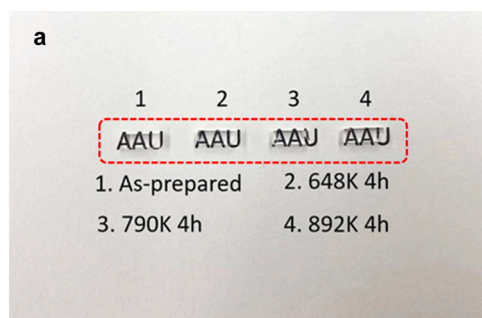 a
1 2 3 4
AAU AAU AAU AAU
1. As-prepared 2. 648K 4h
3. 790K 4h 4. 892K 4h